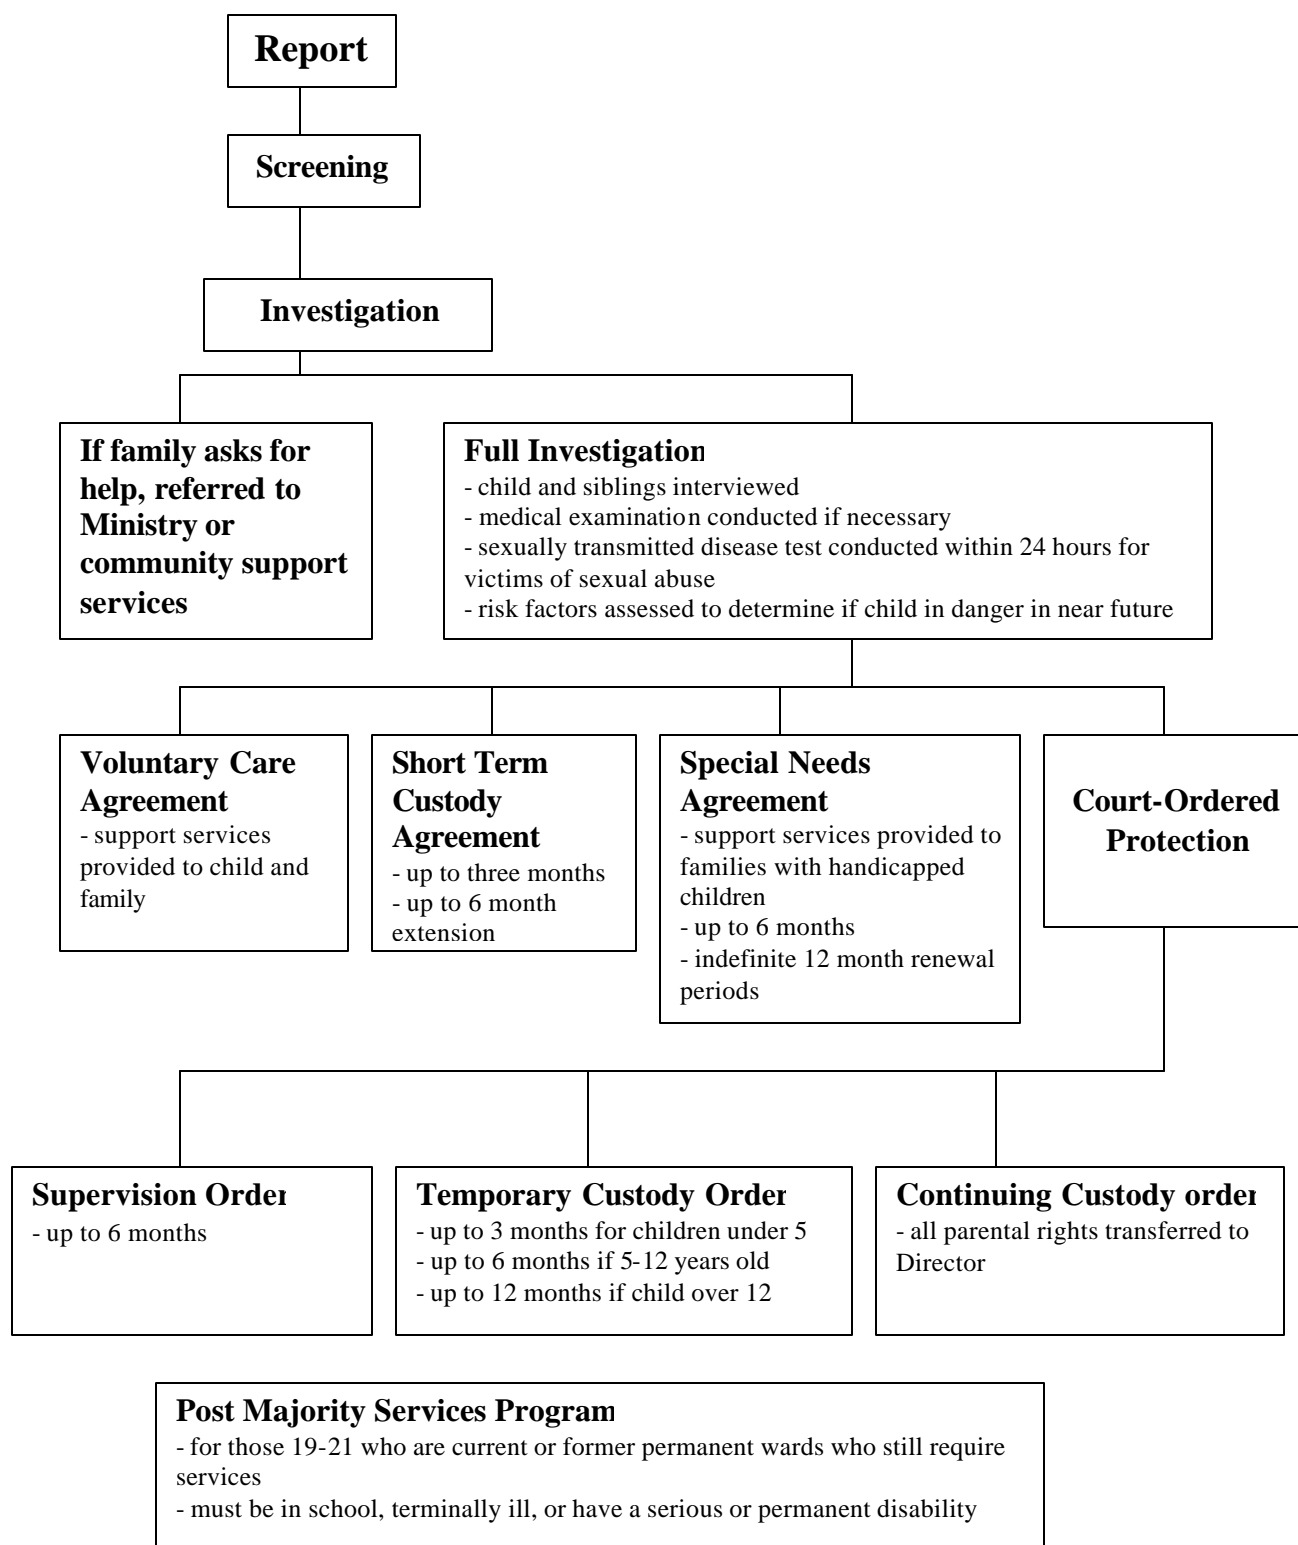 Report
Screening
Investigation
If family asks for
help, referred to
Ministry or
community support
services
Full Investigation
- child and siblings interviewed
- medical examination conducted if necessary
- sexually transmitted disease test conducted within 24 hours for
victims of sexual abuse
- risk factors assessed to determine if child in danger in near future
Voluntary Care
Agreement
- support services
provided to child and
family
Short Term
Custody
Agreement
- up to three months
- up to 6 month
extension
Special Needs
Agreement
- support services provided to
families with handicapped
children
- up to 6 months
- indefinite 12 month renewal
periods
Court-Ordered
Protection
Supervision Order
- up to 6 months
Temporary Custody Order
- up to 3 months for children under 5
- up to 6 months if 5-12 years old
- up to 12 months if child over 12
Continuing Custody order
- all parental rights transferred to
Director
Post Majority Services Program
- for those 19-21 who are current or former permanent wards who still require
services
- must be in school, terminally ill, or have a serious or permanent disability